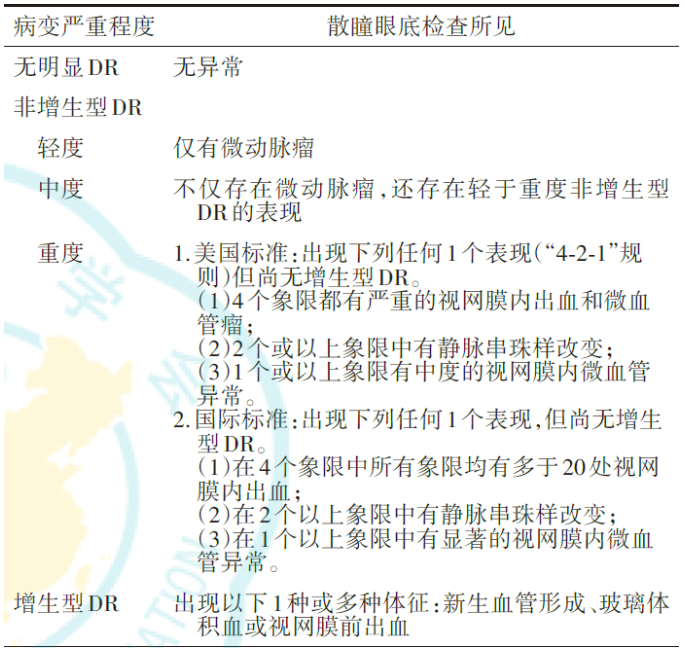 病变严重程度 散瞳眼底检查所见
无明显DR 无异常
非增生型DR
轻度 仅有微动脉瘤
中度 不仅存在微动脉瘤,还存在轻于重度非增生型
DR的表现
重度 1.美国标准:出现下列任何1个表现(“4-2-1”规
则)但尚无增生型DR。
(1)4个象限都有严重的视网膜内出血和微血
管瘤;
(2)2个或以上象限中有静脉串珠样改变;
(3)1个或以上象限有中度的视网膜内微血管
异常。
2.国际标准:出现下列任何1个表现,但尚无增生
型DR。
(1)在4个象限中所有象限均有多于20处视网
膜内出血;
(2)在2个以上象限中有静脉串珠样改变;
(3)在1个以上象限中有显著的视网膜内微血
管异常。
增生型DR 出现以下1种或多种体征:新生血管形成、玻璃体
积血或视网膜前出血
学会
ATION